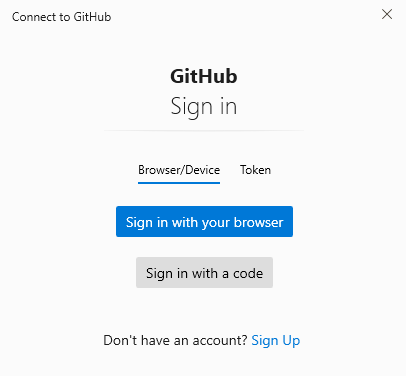 Connect to GitHub
GitHub
Sign in
Browser/Device Token
Sign in with your browser
Sign in with a code
Don't have an account? Sign Up